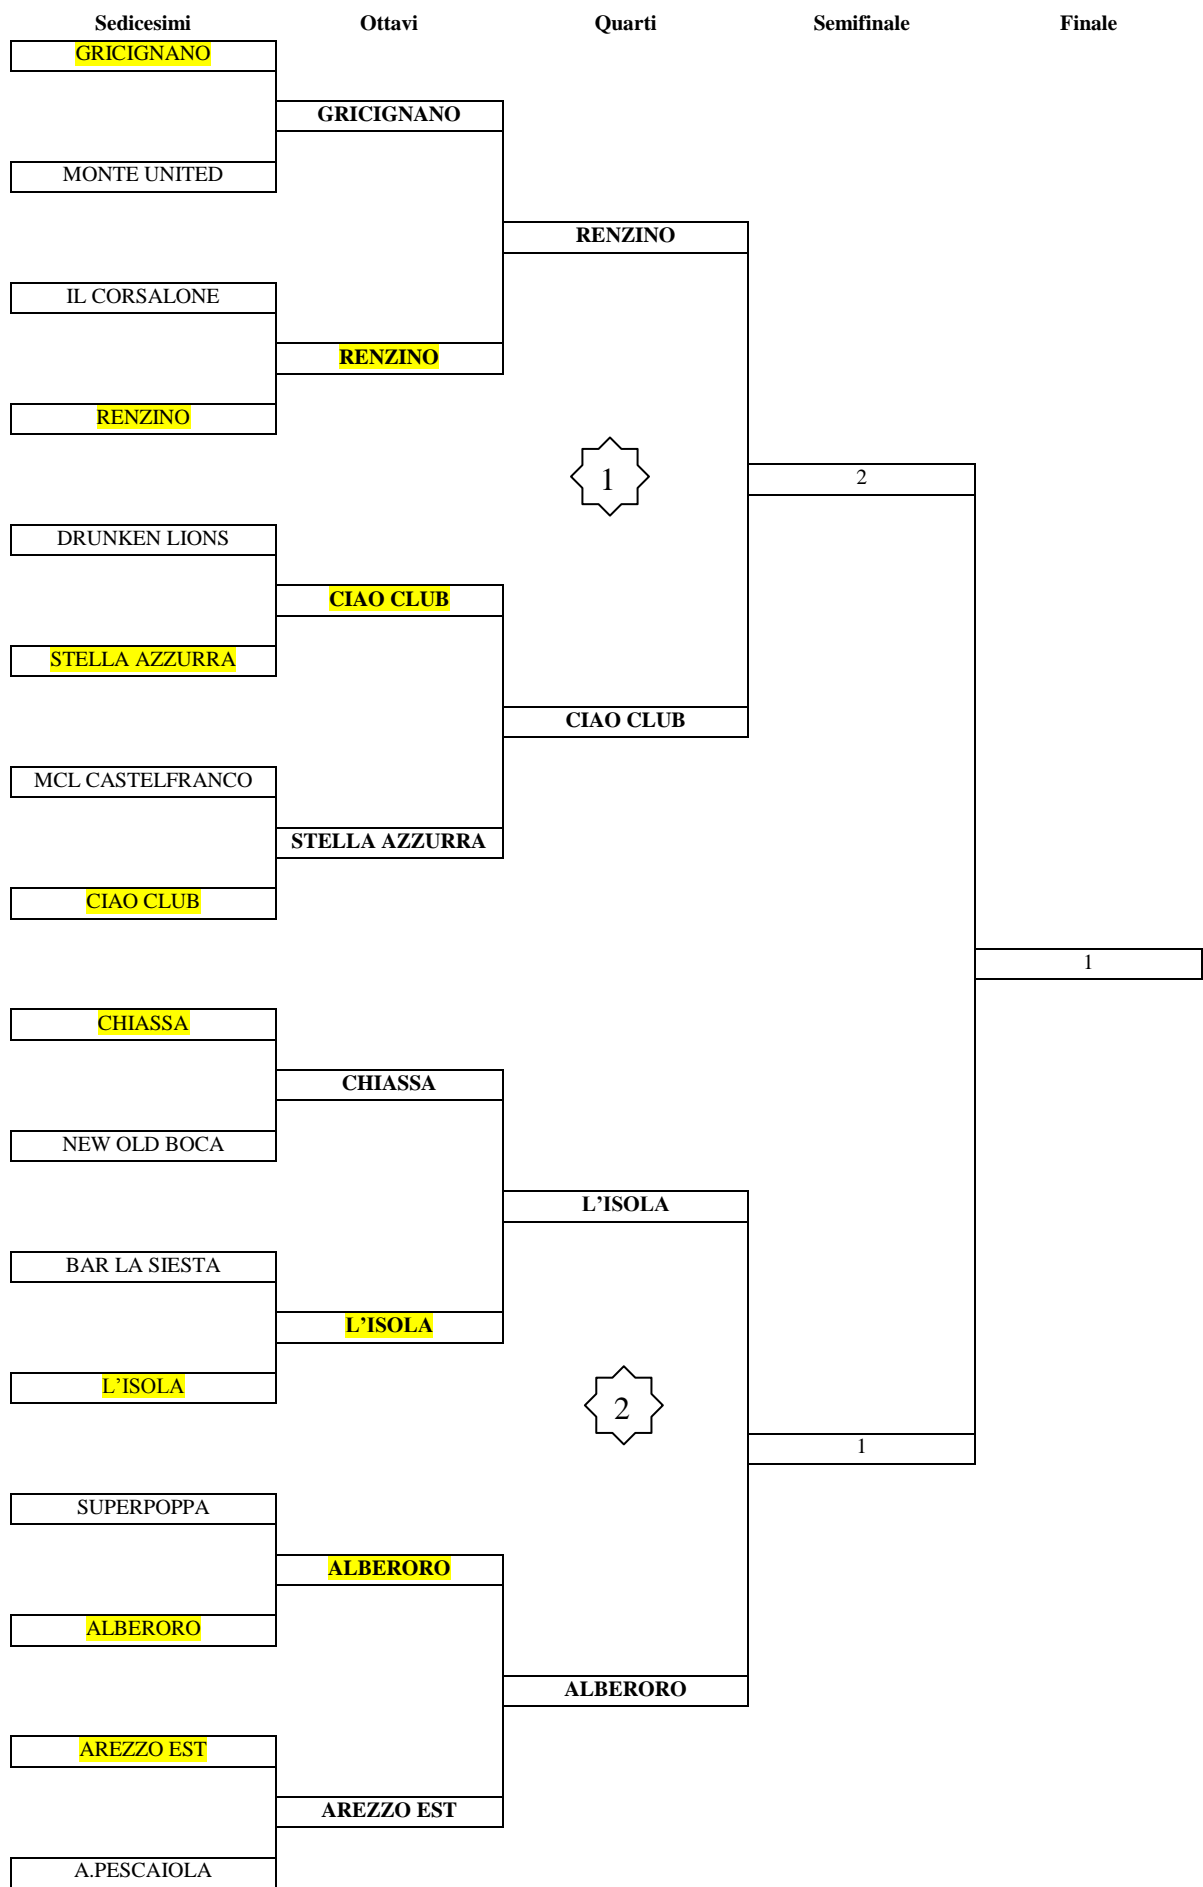 Sedicesimi Ottavi Quarti Semifinale Finale
GRICIGNANO
GRICIGNANO
MONTE UNITED
RENZINO
IL CORSALONE
RENZINO
RENZINO
1
2
DRUNKEN LIONS
CIAO CLUB
STELLA AZZURRA
CIAO CLUB
MCL CASTELFRANCO
STELLA AZZURRA
CIAO CLUB
1
CHIASSA
CHIASSA
NEW OLD BOCA
L’ISOLA
BAR LA SIESTA
L’ISOLA
L’ISOLA
2
1
SUPERPOPPA
ALBERORO
ALBERORO
ALBERORO
AREZZO EST
AREZZO EST
A.PESCAIOLA